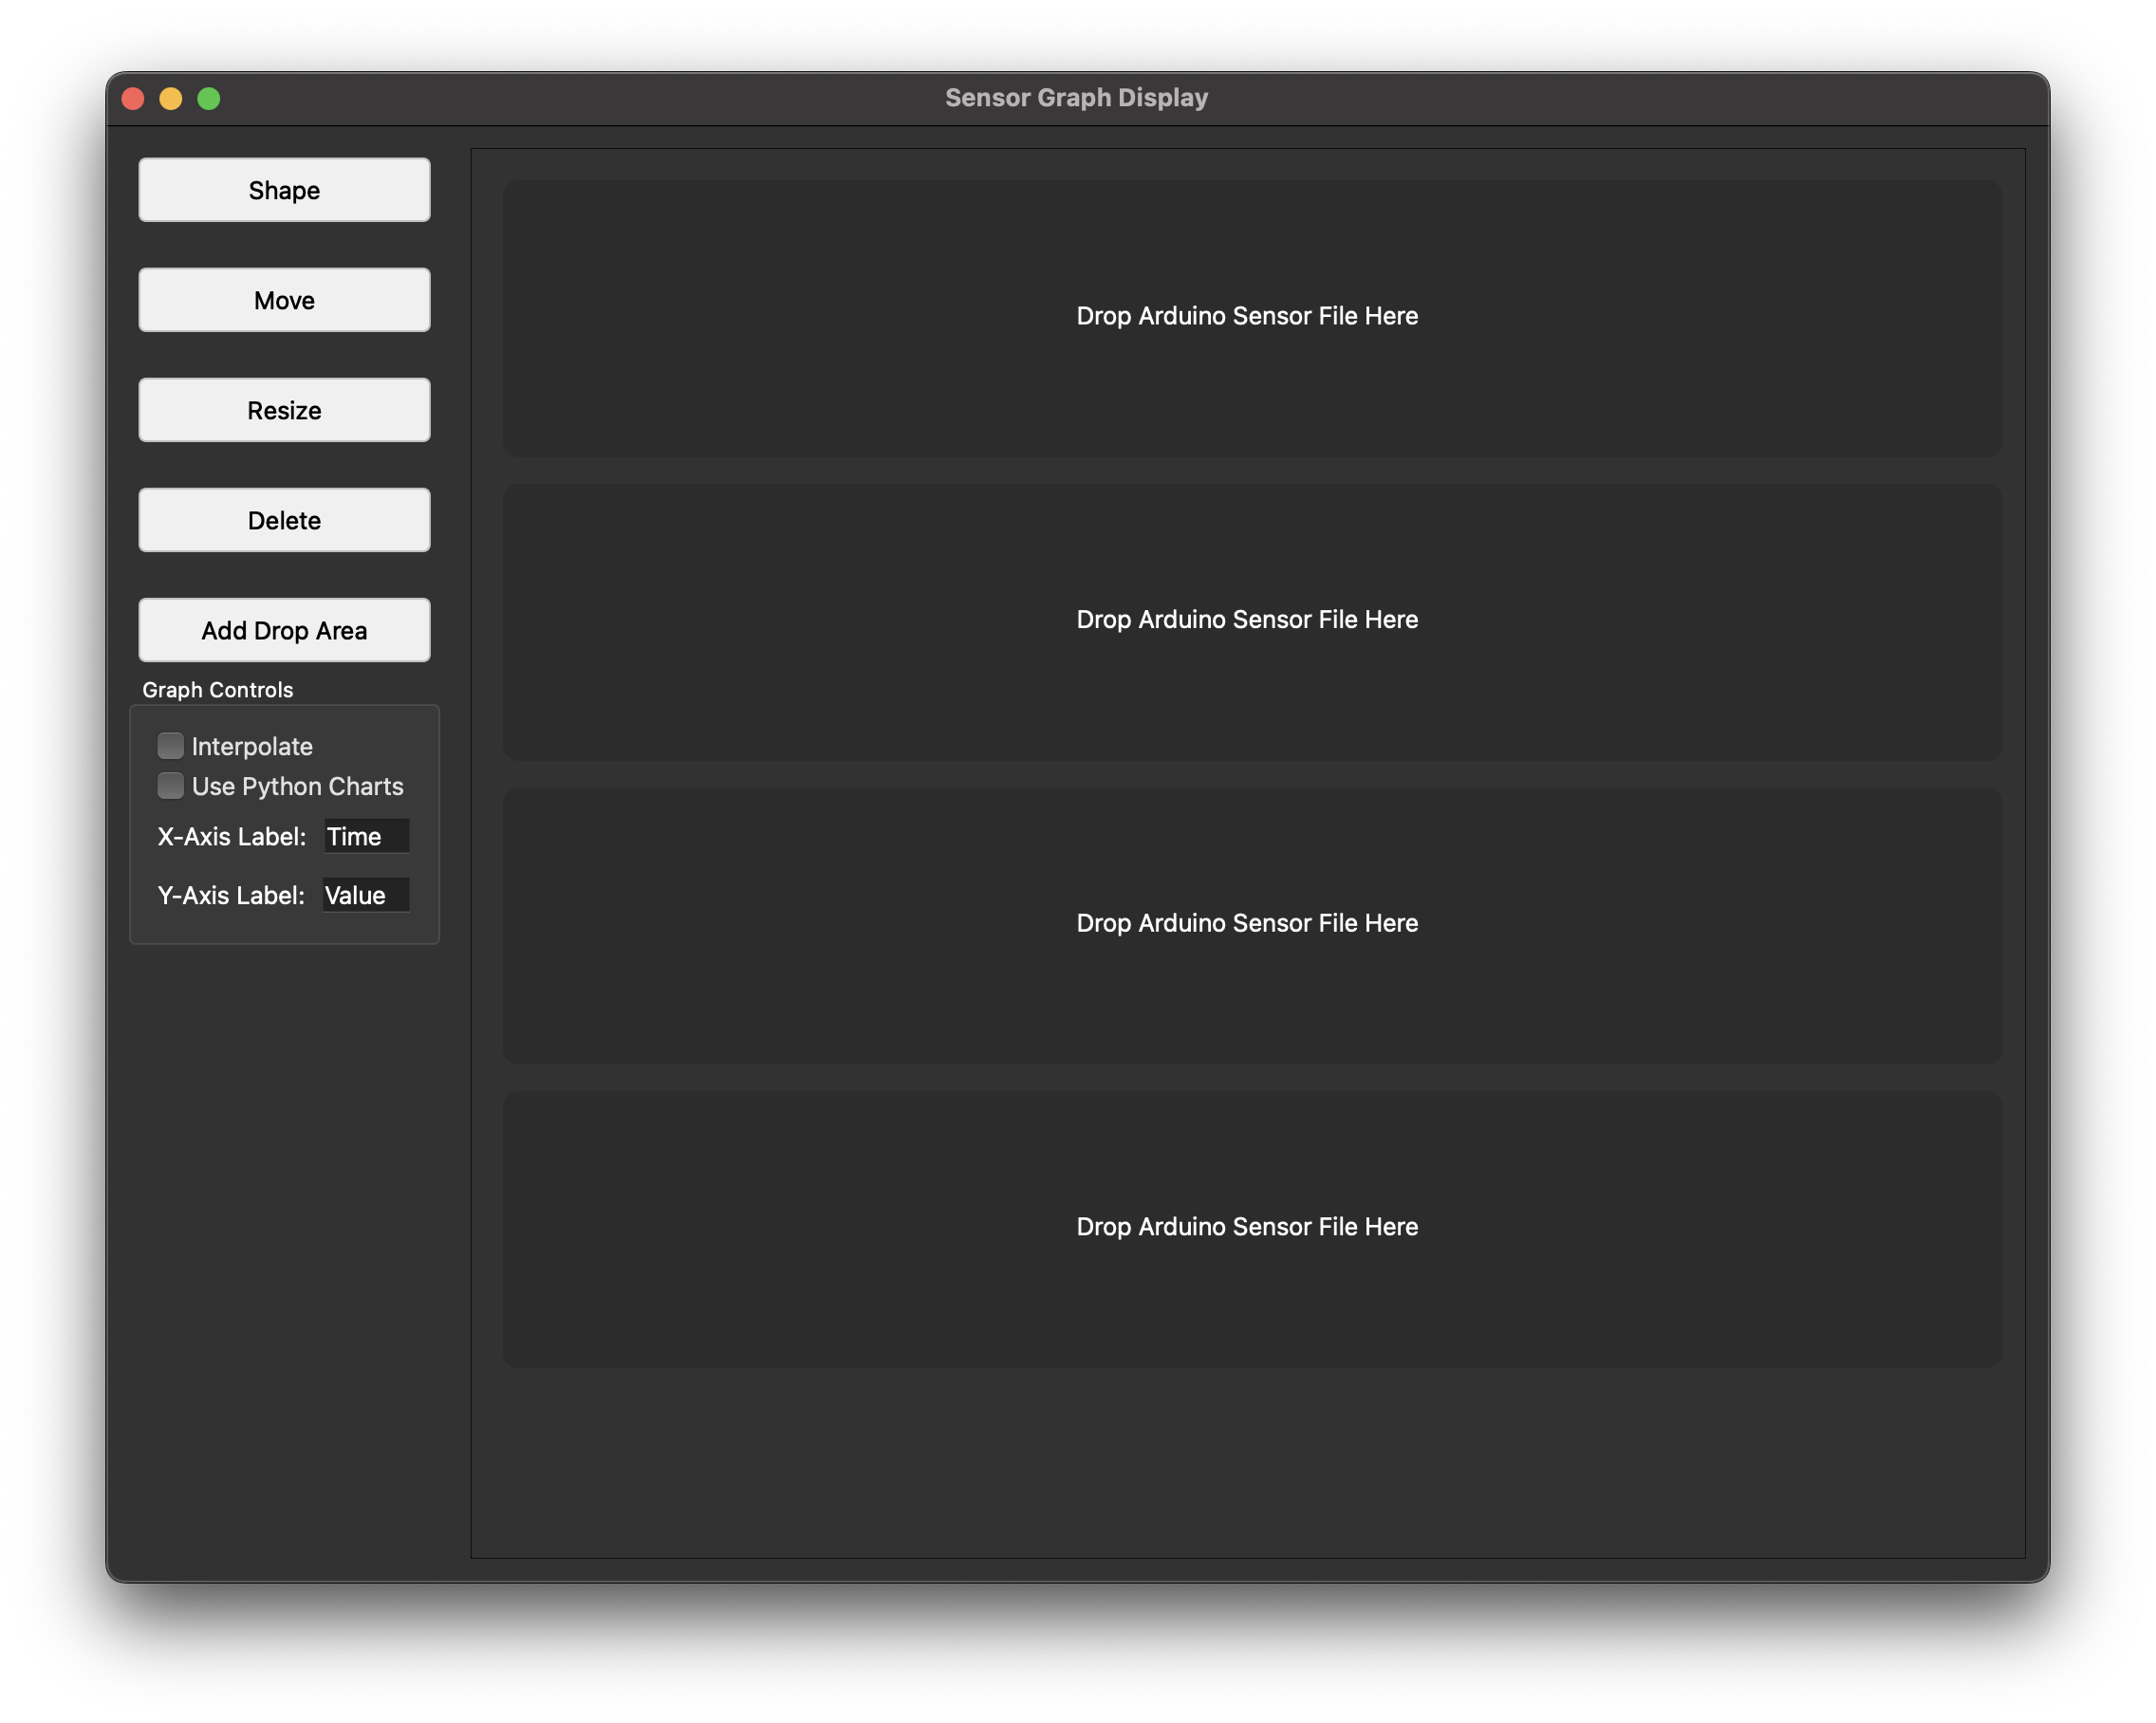 Sensor Graph Display
Shape
Move
Resize
Delete
Add Drop Area
Graph Controls
Interpolate
Use Python Charts
X-Axis Label: Time
Y-Axis Label: Value
Drop Arduino Sensor File Here
Drop Arduino Sensor File Here
Drop Arduino Sensor File Here
Drop Arduino Sensor File Here